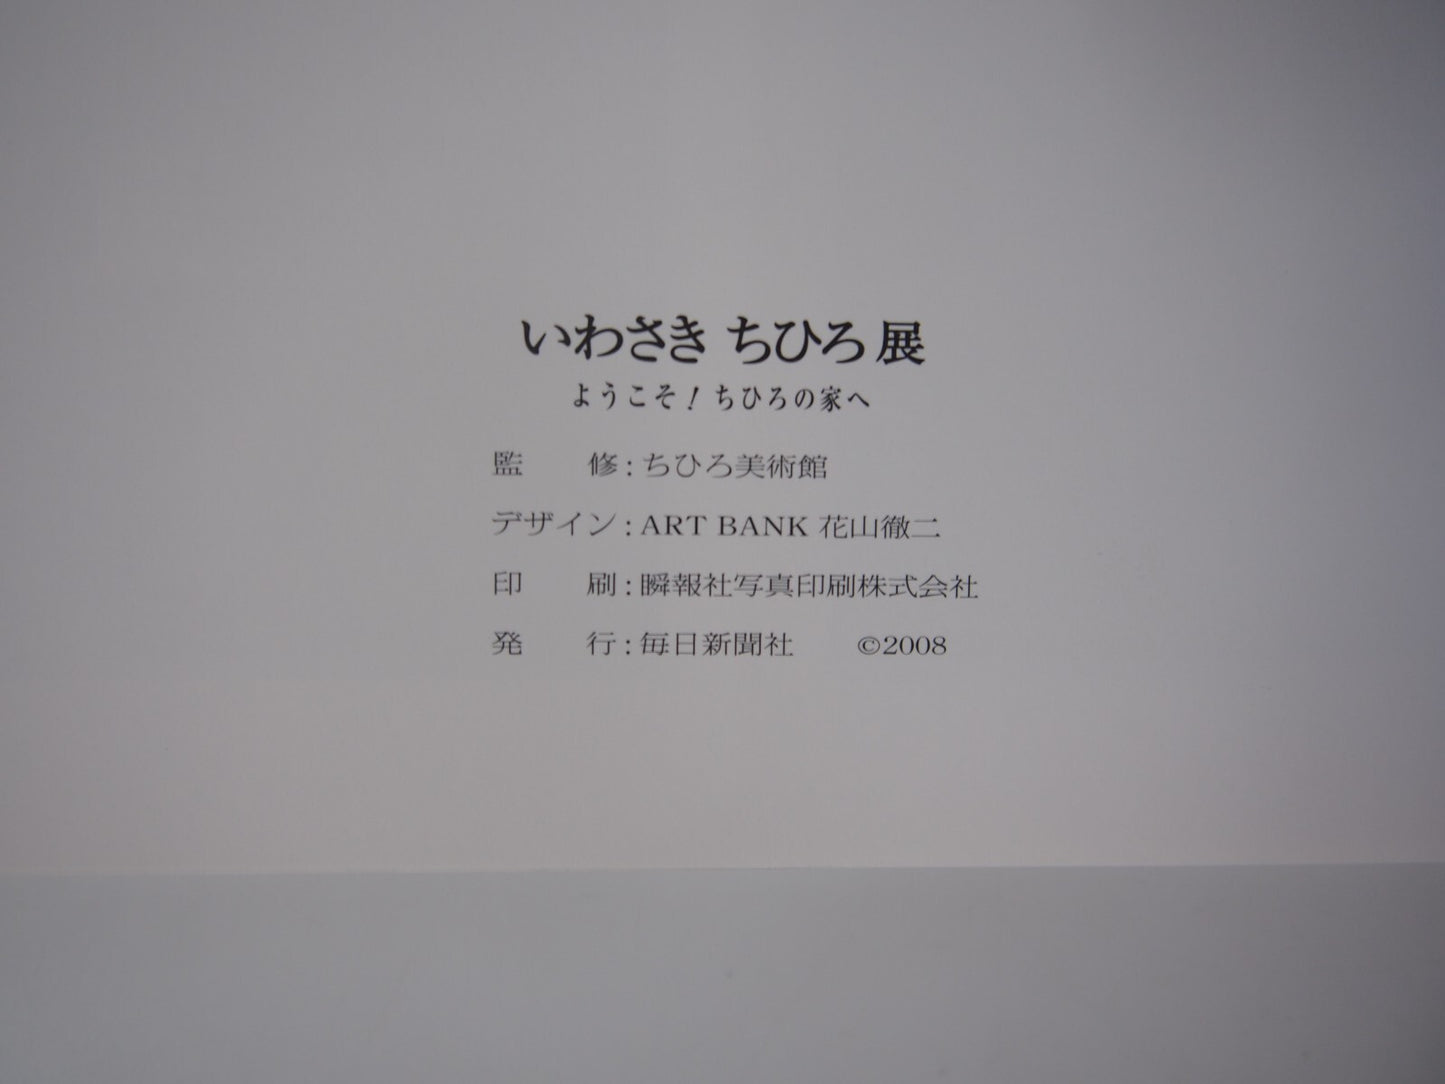 いわさき ちひろ 展
ようこそ！ちひろの家へ
監　　修：ちひろ美術館
デザイン：ART BANK 花山徹二
印　　刷：瞬報社写真印刷株式会社
発　　行：毎日新聞社　　©2008